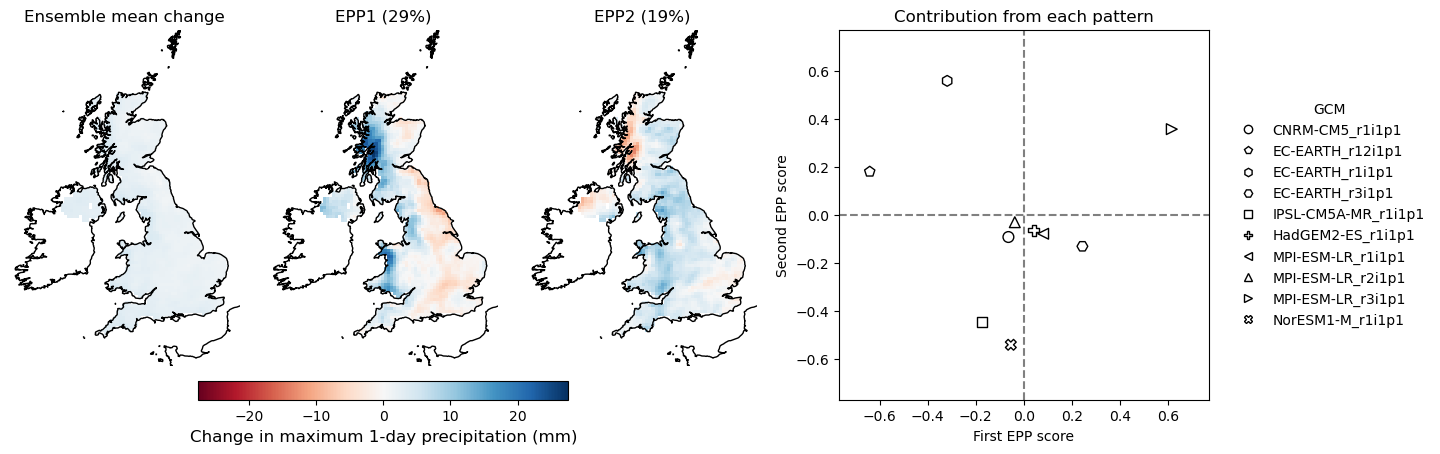 Ensemble mean change
EPP1 (29%)
EPP2 (19%)
−20 −10 0 10 20
Change in maximum 1-day precipitation (mm)
Contribution from each pattern
Second EPP score
0.6
0.4
0.2
0.0
−0.2
−0.4
−0.6
−0.6 −0.4 −0.2 0.0 0.2 0.4 0.6
First EPP score
GCM
CNRM-CM5_r1i1p1
EC-EARTH_r12i1p1
EC-EARTH_r1i1p1
EC-EARTH_r3i1p1
IPSL-CM5A-MR_r1i1p1
HadGEM2-ES_r1i1p1
MPI-ESM-LR_r1i1p1
MPI-ESM-LR_r2i1p1
MPI-ESM-LR_r3i1p1
NorESM1-M_r1i1p1